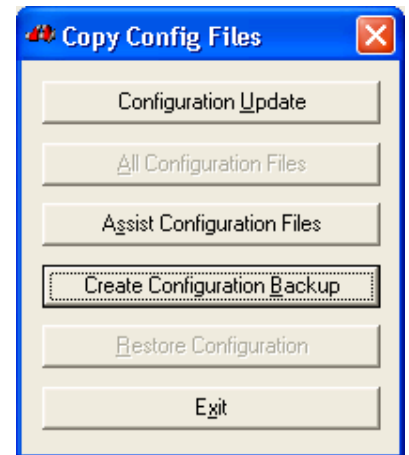 Copy Config Files
Configuration Update
All Configuration Files
Assist Configuration Files
Create Configuration Backup
Restore Configuration
Exit